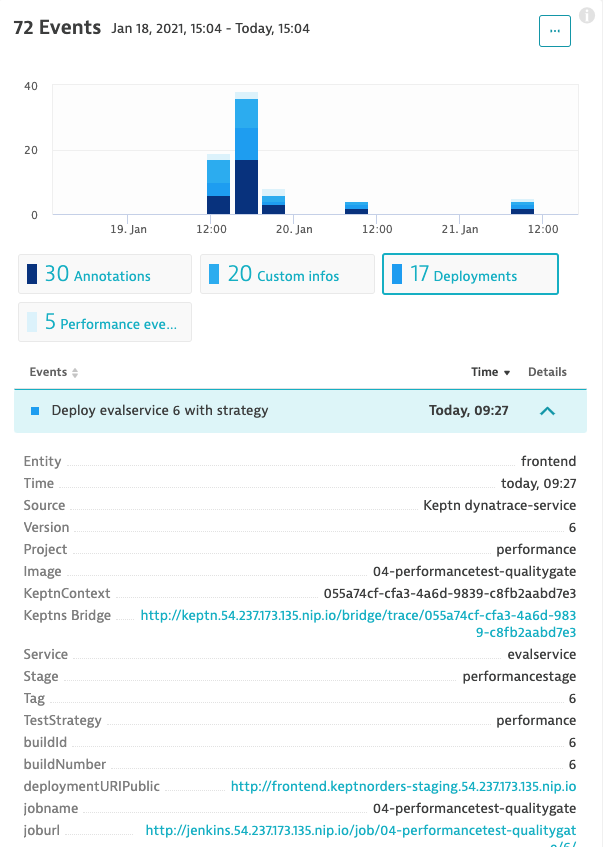 72 Events Jan 18, 2021, 15:04 - Today, 15:04
...
i
40
20
0
19. Jan 12:00 20. Jan 12:00 21. Jan 12:00
30 Annotations 20 Custom infos 17 Deployments
5 Performance eve...
Events Time Details
Deploy evalservice 6 with strategy Today, 09:27
Entity frontend
Time today, 09:27
Source Keptn dynatrace-service
Version 6
Project performance
Image 04-performancetest-qualitygate
KeptnContext 055a74cf-cfa3-4a6d-9839-c8fb2aabd7e3
Keptns Bridge http://keptn.54.237.173.135.nip.io/bridge/trace/055a74cf-cfa3-4a6d-983
9-c8fb2aabd7e3
Service evalservice
Stage performancestage
Tag 6
TestStrategy performance
buildId 6
buildNumber 6
deploymentURIPublic http://frontend.keptnorders-staging.54.237.173.135.nip.io
jobname 04-performancetest-qualitygate
joburl http://jenkins.54.237.173.135.nip.io/job/04-performancetest-qualitygat